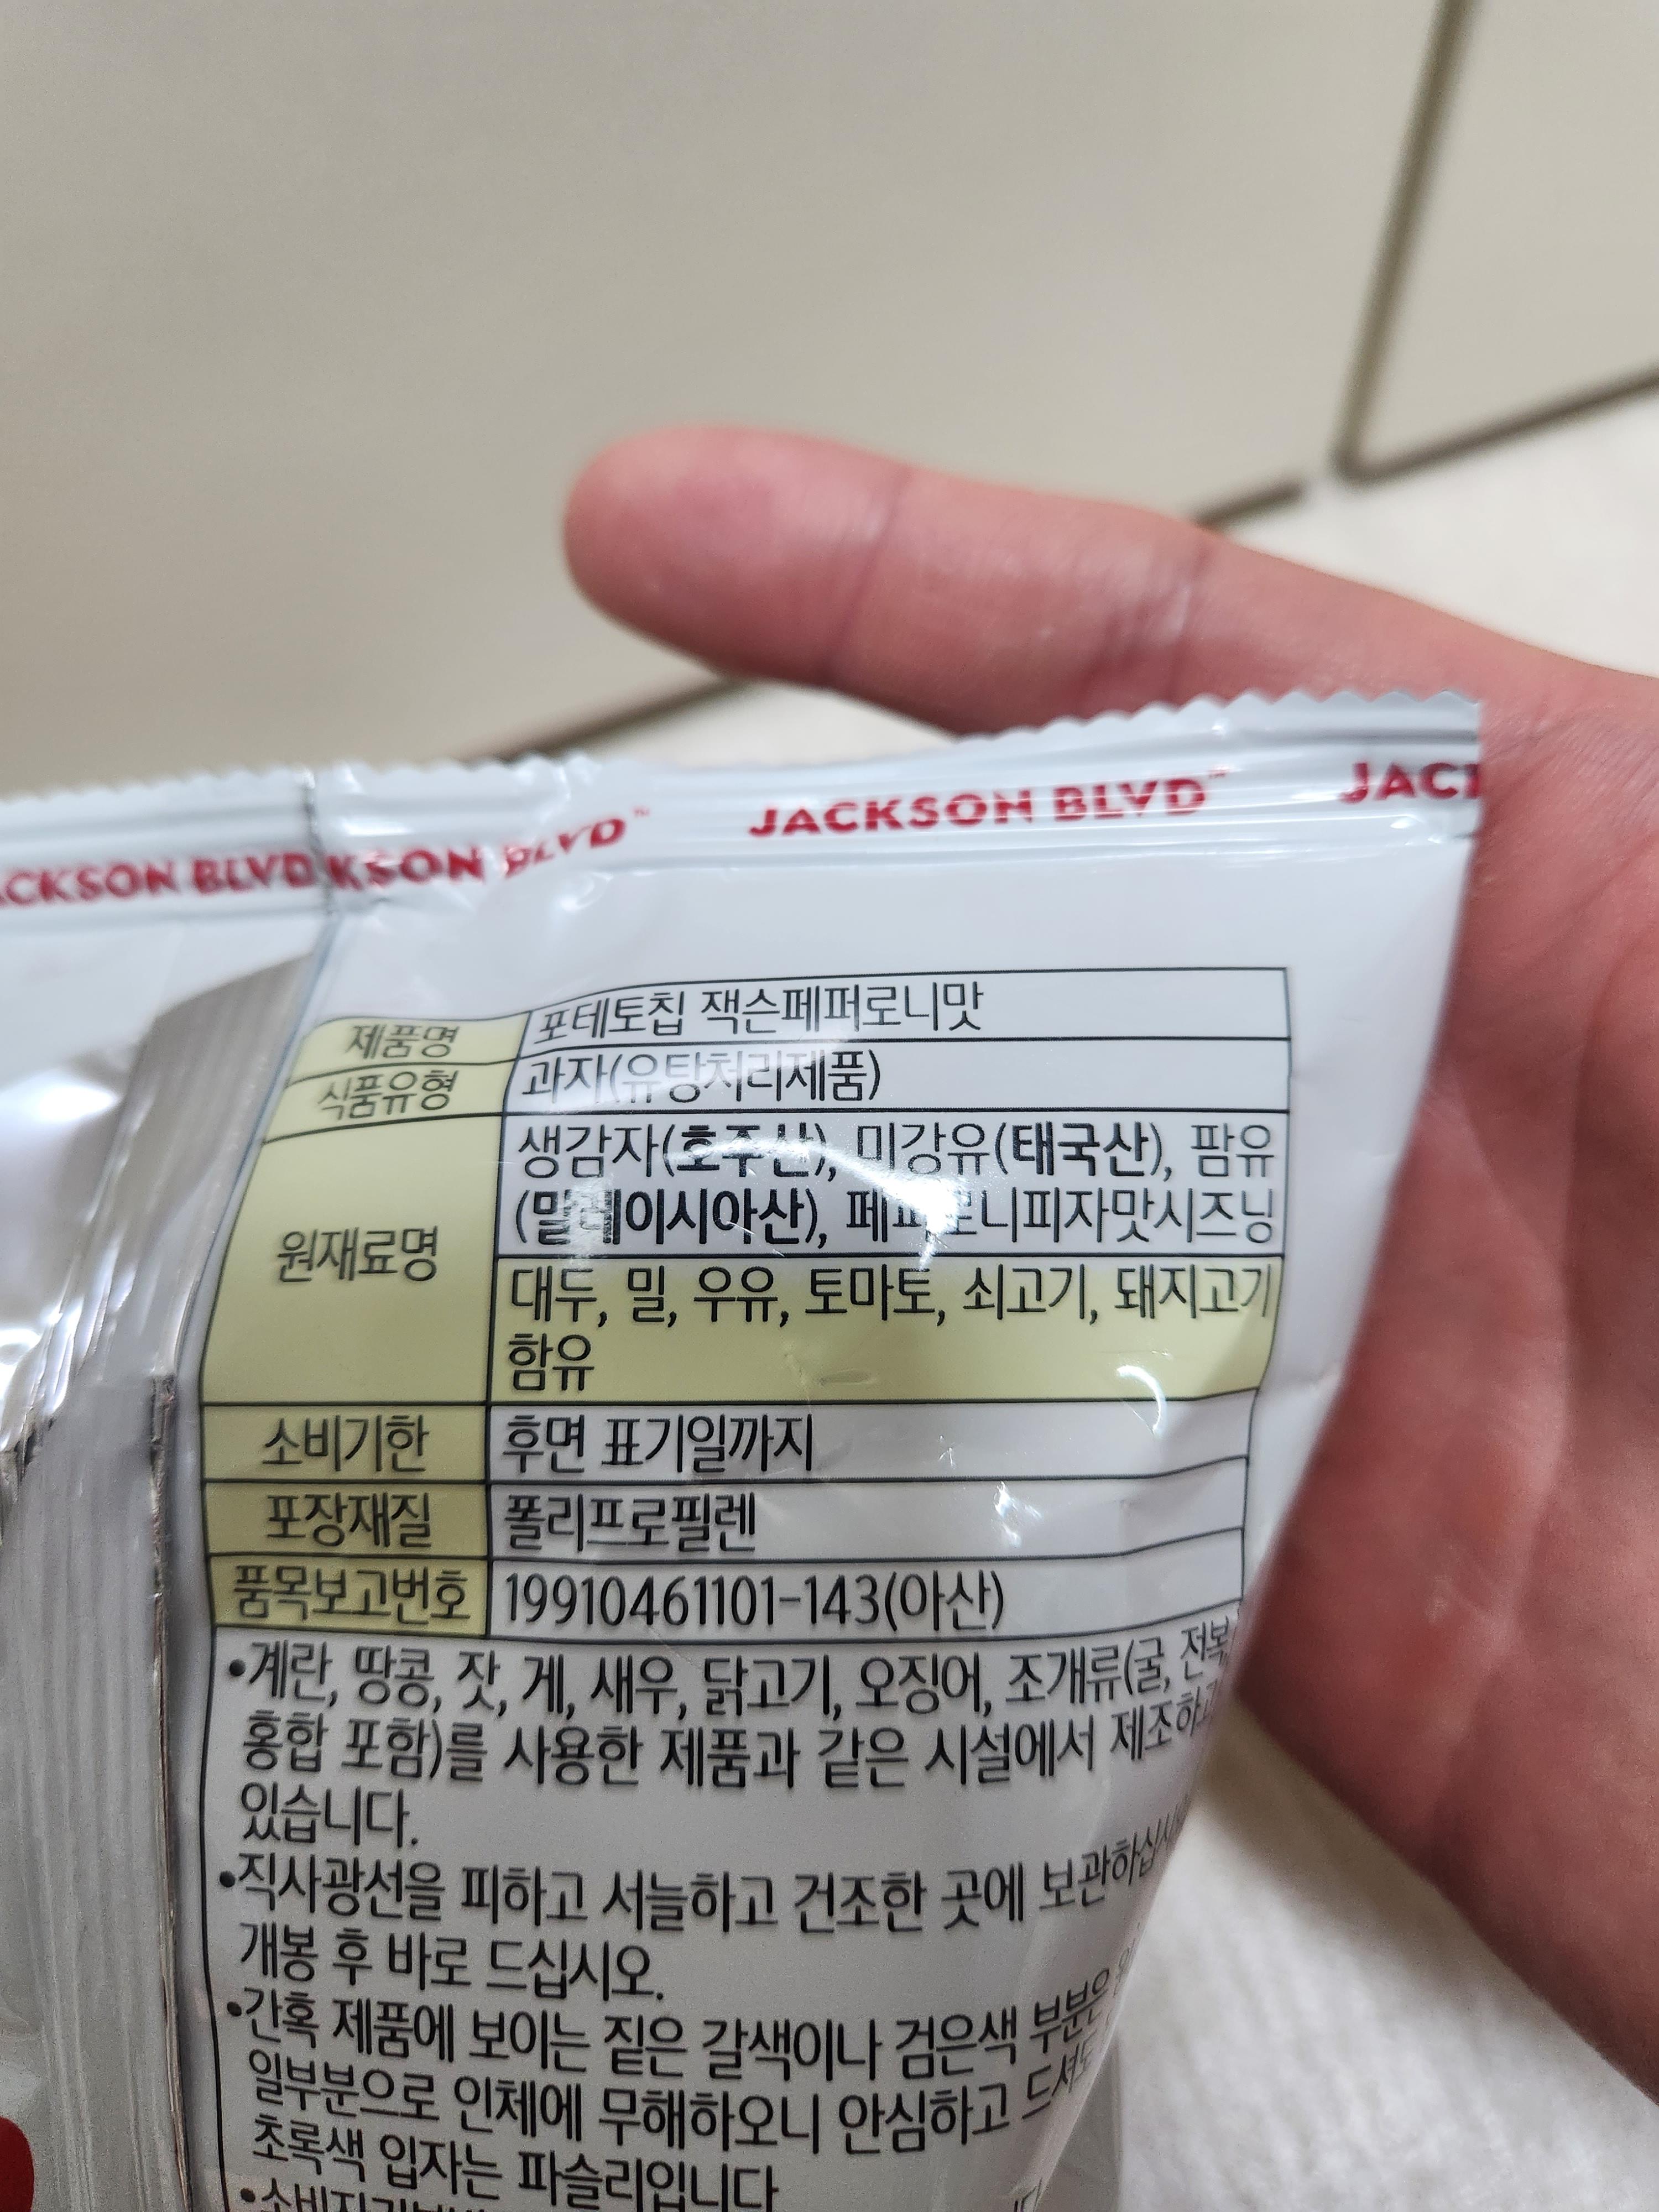 CKSON BLVD KSON BLVD™ JACKSON BLVD™ JACK
제품명 포테토칩 잭슨페퍼로니맛
식품유형 과자(유탕처리제품)
원재료명 생감자(호주산), 미강유(태국산), 팜유
(말레이시아산), 페퍼로니피자맛시즈닝
대두, 밀, 우유, 토마토, 쇠고기, 돼지고기
함유
소비기한 후면 표기일까지
포장재질 폴리프로필렌
품목보고번호 19910461101-143(아산)
•계란, 땅콩, 잣, 게, 새우, 닭고기, 오징어, 조개류(굴, 전복,
홍합 포함)를 사용한 제품과 같은 시설에서 제조하고
있습니다.
•직사광선을 피하고 서늘하고 건조한 곳에 보관하십시
개봉 후 바로 드십시오.
•간혹 제품에 보이는 짙은 갈색이나 검은색 부분은
일부분으로 인체에 무해하오니 안심하고 드셔도
초록색 입자는 파슬리입니다